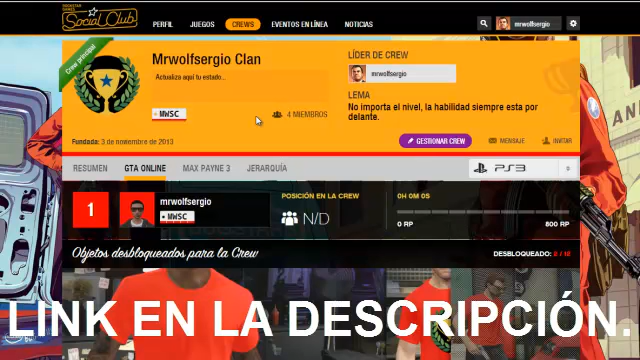 ROCKSTAR GAMES
Social Club
PERFIL JUEGOS CREWS EVENTOS EN LÍNEA NOTICIAS
mrwolfsergio
Crew principal
Mrwolfsergio Clan
Actualiza aquí tu estado...
MWSC
4 MIEMBROS
Fundada: 3 de noviembre de 2013
LÍDER DE CREW
mrwolfsergio
LEMA
No importa el nivel, la habilidad siempre esta por
delante.
GESTIONAR CREW MENSAJE INVITAR
RESUMEN GTA ONLINE MAX PAYNE 3 JERARQUÍA
PS3
1
mrwolfsergio
MWSC
POSICIÓN EN LA CREW
N/D
0H 0M 0S
0 RP 800 RP
Objetos desbloqueados para la Crew
DESBLOQUEADO:
LINK EN LA DESCRIPCIÓN.